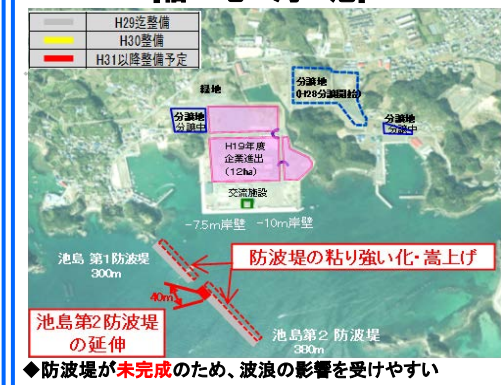 H29迄整備
H30整備
H31以降整備予定
緑地
分譲地
(H28分譲開始)
分譲地
分譲中
分譲地
分譲中
H19年度
企業進出
(12ha)
交流施設
-7.5m岸壁
-10m岸壁
池島 第1防波堤
300m
防波堤の粘り強い化・嵩上げ
40m
池島第2防波堤
の延伸
池島第2 防波堤
380m
◆防波堤が未完成のため、波浪の影響を受けやすい